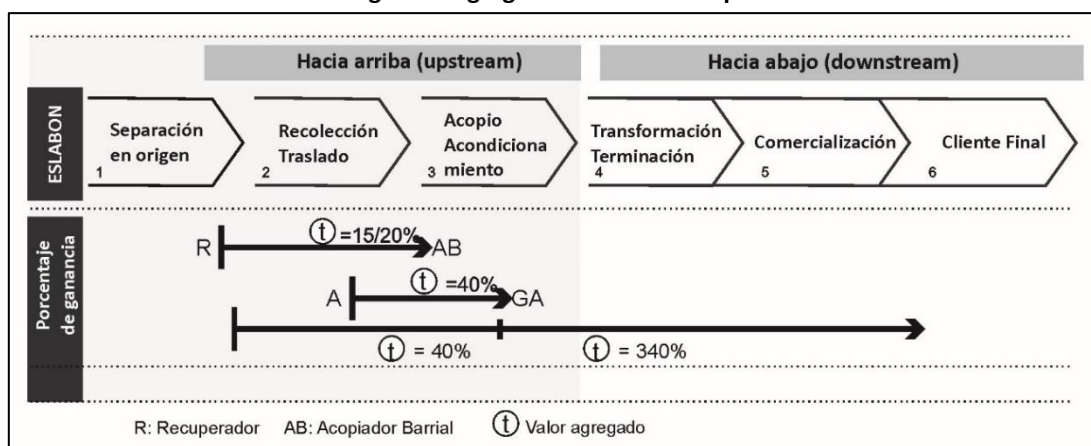 Hacia arriba (upstream)
Hacia abajo (downstream)
ESLABON
Separación
en origen
1
Recolección
Traslado
2
Acopio
Acondiciona
miento
3
Transformación
Terminación
4
Comercialización
5
Cliente Final
6
Porcentaje
de ganancia
R
t =15/20%
AB
A
t =40%
GA
t = 40%
t = 340%
R: Recuperador AB: Acopiador Barrial t Valor agregado